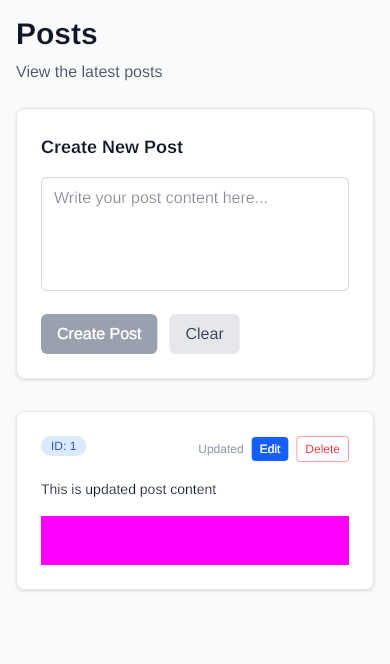 Posts
View the latest posts
Create New Post
Write your post content here...
Create Post
Clear
ID: 1
Updated
Edit
Delete
This is updated post content